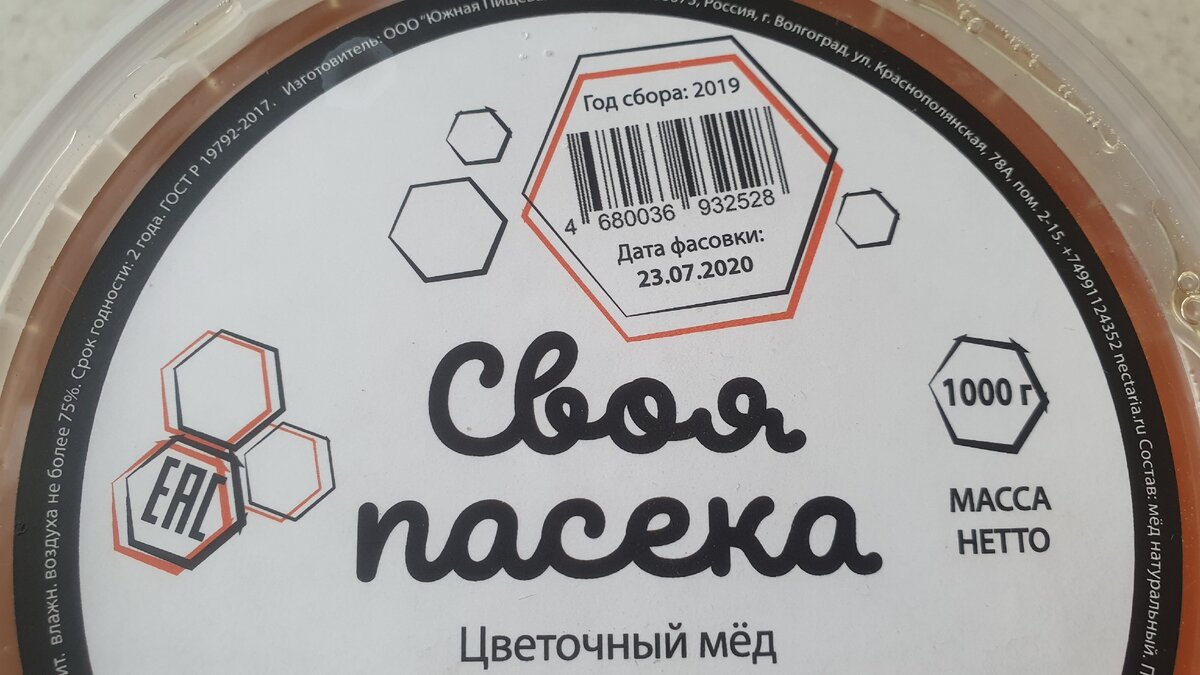 ит. влажн. воздуха не более 75%. Срок годности: 2 года. ГОСТ Р 19792-2017. Изготовитель: ООО "Южная
Россия, г. Волгоград, ул. Краснополянская, 78А, пом. 2-15. +74991124352 nectaria.ru Состав: мёд натуральный.
Год сбора: 2019
4 680036 932528
Дата фасовки:
23.07.2020
1000 г
МАССА
НЕТТО
EAC
Своя
пасека
Цветочный мёд